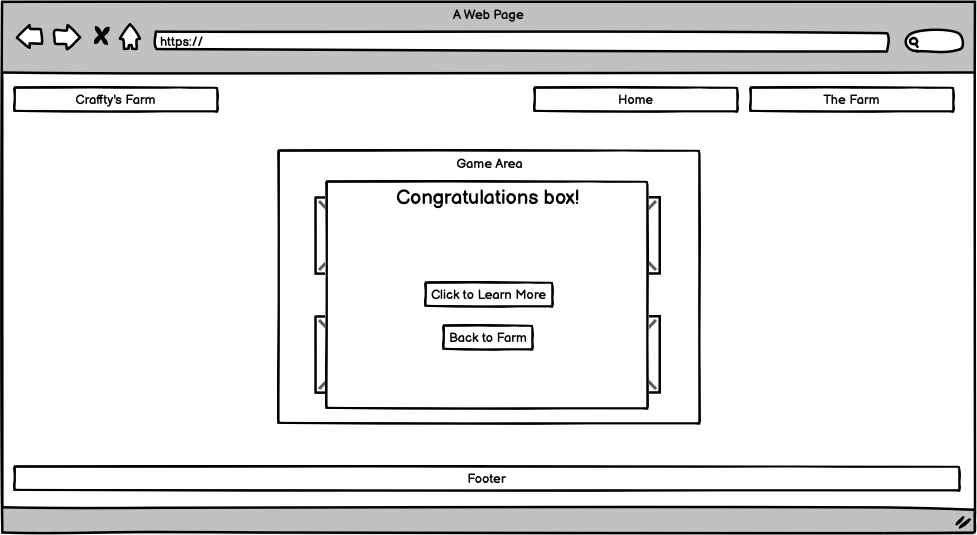 A Web Page
https://
Craffty's Farm
Home
The Farm
Game Area
Congratulations box!
Click to Learn More
Back to Farm
Footer